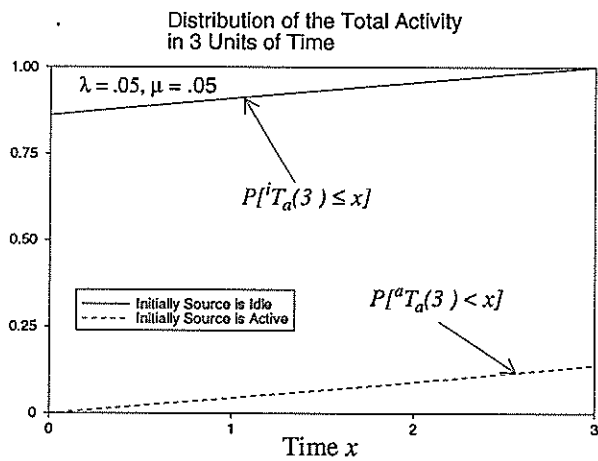 Distribution of the Total Activity
in 3 Units of Time
1.00
λ = .05, μ = .05
0.75
P[ⁱTₐ(3 ) ≤ x]
0.50
P[ᵃTₐ(3 ) < x]
Initially Source is Idle
Initially Source is Active
0.25
0
0
1
2
3
Time x